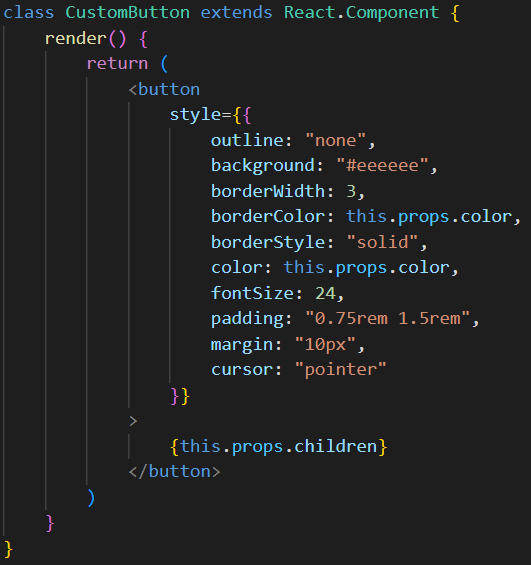 class CustomButton extends React.Component {
    render() {
        return (
            <button
                style={{
                    outline: "none",
                    background: "#eeeeee",
                    borderWidth: 3,
                    borderColor: this.props.color,
                    borderStyle: "solid",
                    color: this.props.color,
                    fontSize: 24,
                    padding: "0.75rem 1.5rem",
                    margin: "10px",
                    cursor: "pointer"
                }}
            >
                {this.props.children}
            </button>
        )
    }
}